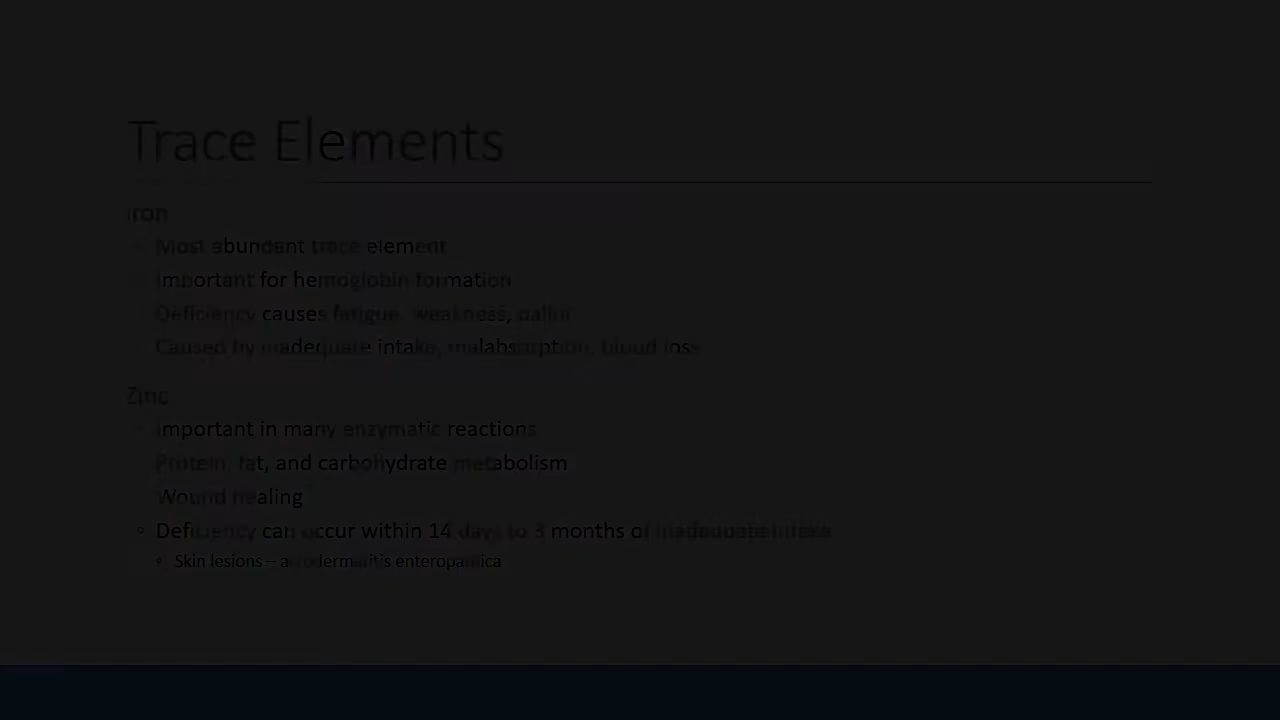 Trace Elements
Iron
Most abundant trace element
Important for hemoglobin formation
Deficiency causes fatigue, weakness, pallor
Caused by inadequate intake, malabsorption, blood loss
Zinc
Important in many enzymatic reactions
Protein, fat, and carbohydrate metabolism
Wound healing
Deficiency can occur within 14 days to 3 months of inadequate intake
Skin lesions – acrodermatitis enteropathica